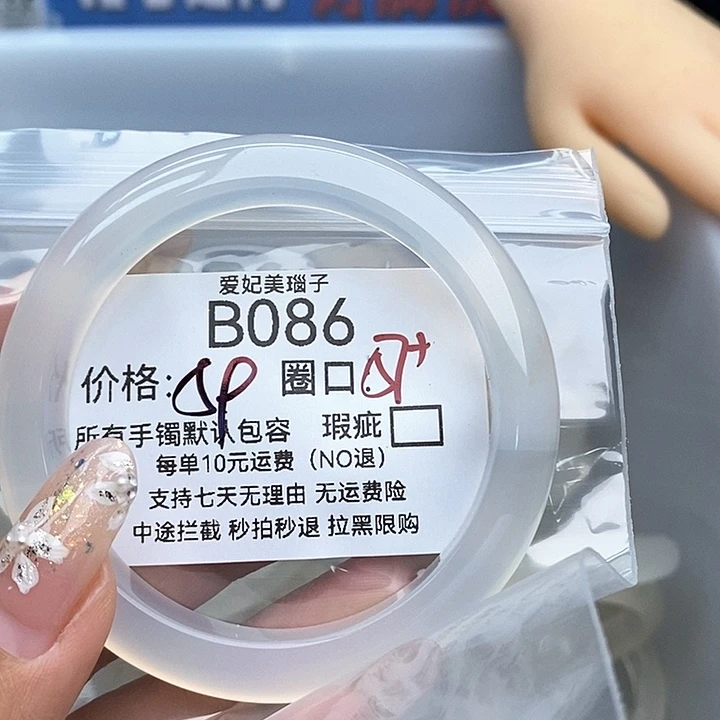 爱妃美瑙子
B086
价格:59 圈口:57+
所有手镯默认包容 瑕疵
每单10元运费（NO退）
支持七天无理由 无运费险
中途拦截 秒拍秒退 拉黑限购